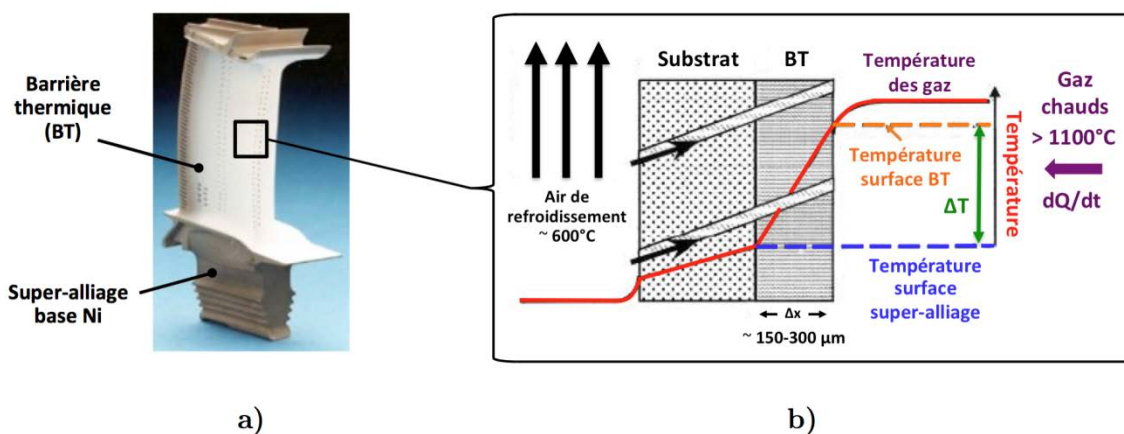 Barrière
thermique
(BT)
Super-alliage
base Ni
a)
Air de
refroidissement
~ 600°C
Substrat
BT
Température
des gaz
Température
surface BT
ΔT
Température
Gaz
chauds
> 1100°C
dQ/dt
Température
surface
super-alliage
Δx
~ 150-300 µm
b)